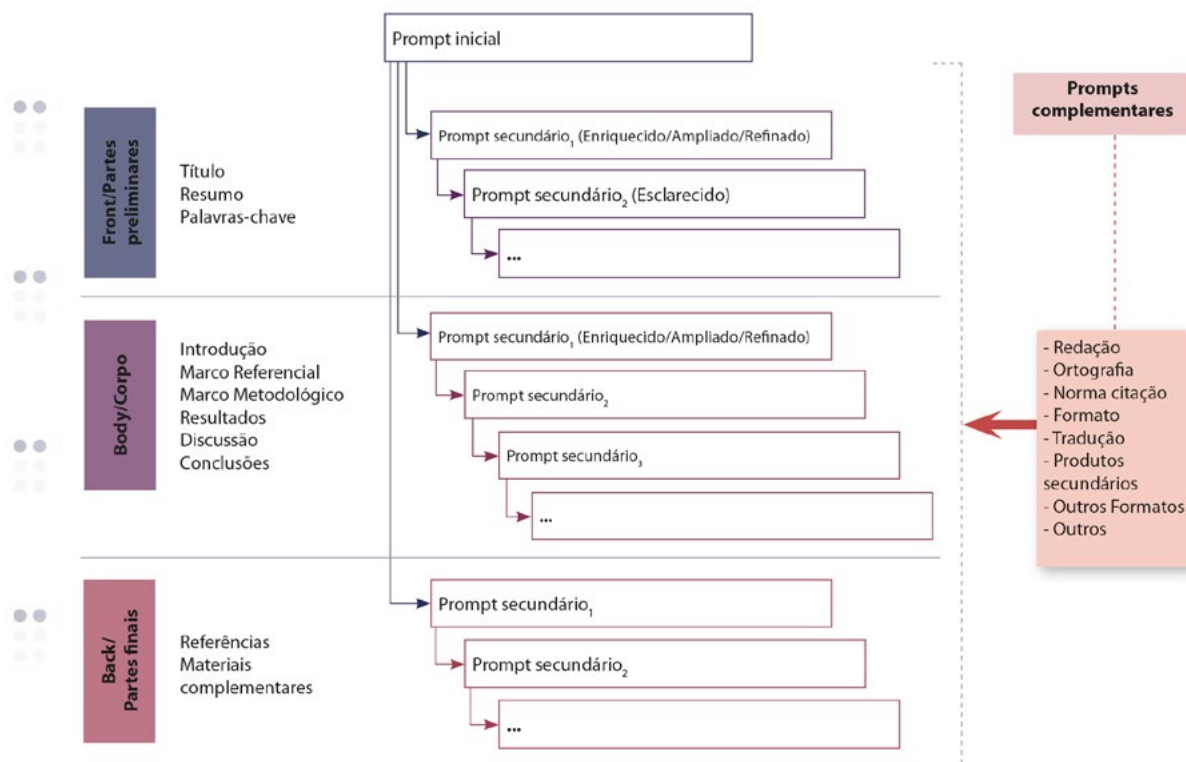 Prompt inicial
Prompts
complementares
Front/Partes
preliminares
Título
Resumo
Palavras-chave
Prompt secundário₁ (Enriquecido/Ampliado/Refinado)
Prompt secundário₂ (Esclarecido)
...
Body/Corpo
Introdução
Marco Referencial
Marco Metodológico
Resultados
Discussão
Conclusões
Prompt secundário₁ (Enriquecido/Ampliado/Refinado)
Prompt secundário₂
Prompt secundário₃
...
- Redação
- Ortografia
- Norma citação
- Formato
- Tradução
- Produtos
secundários
- Outros Formatos
- Outros
Back/
Partes finais
Referências
Materiais
complementares
Prompt secundário₁
Prompt secundário₂
...